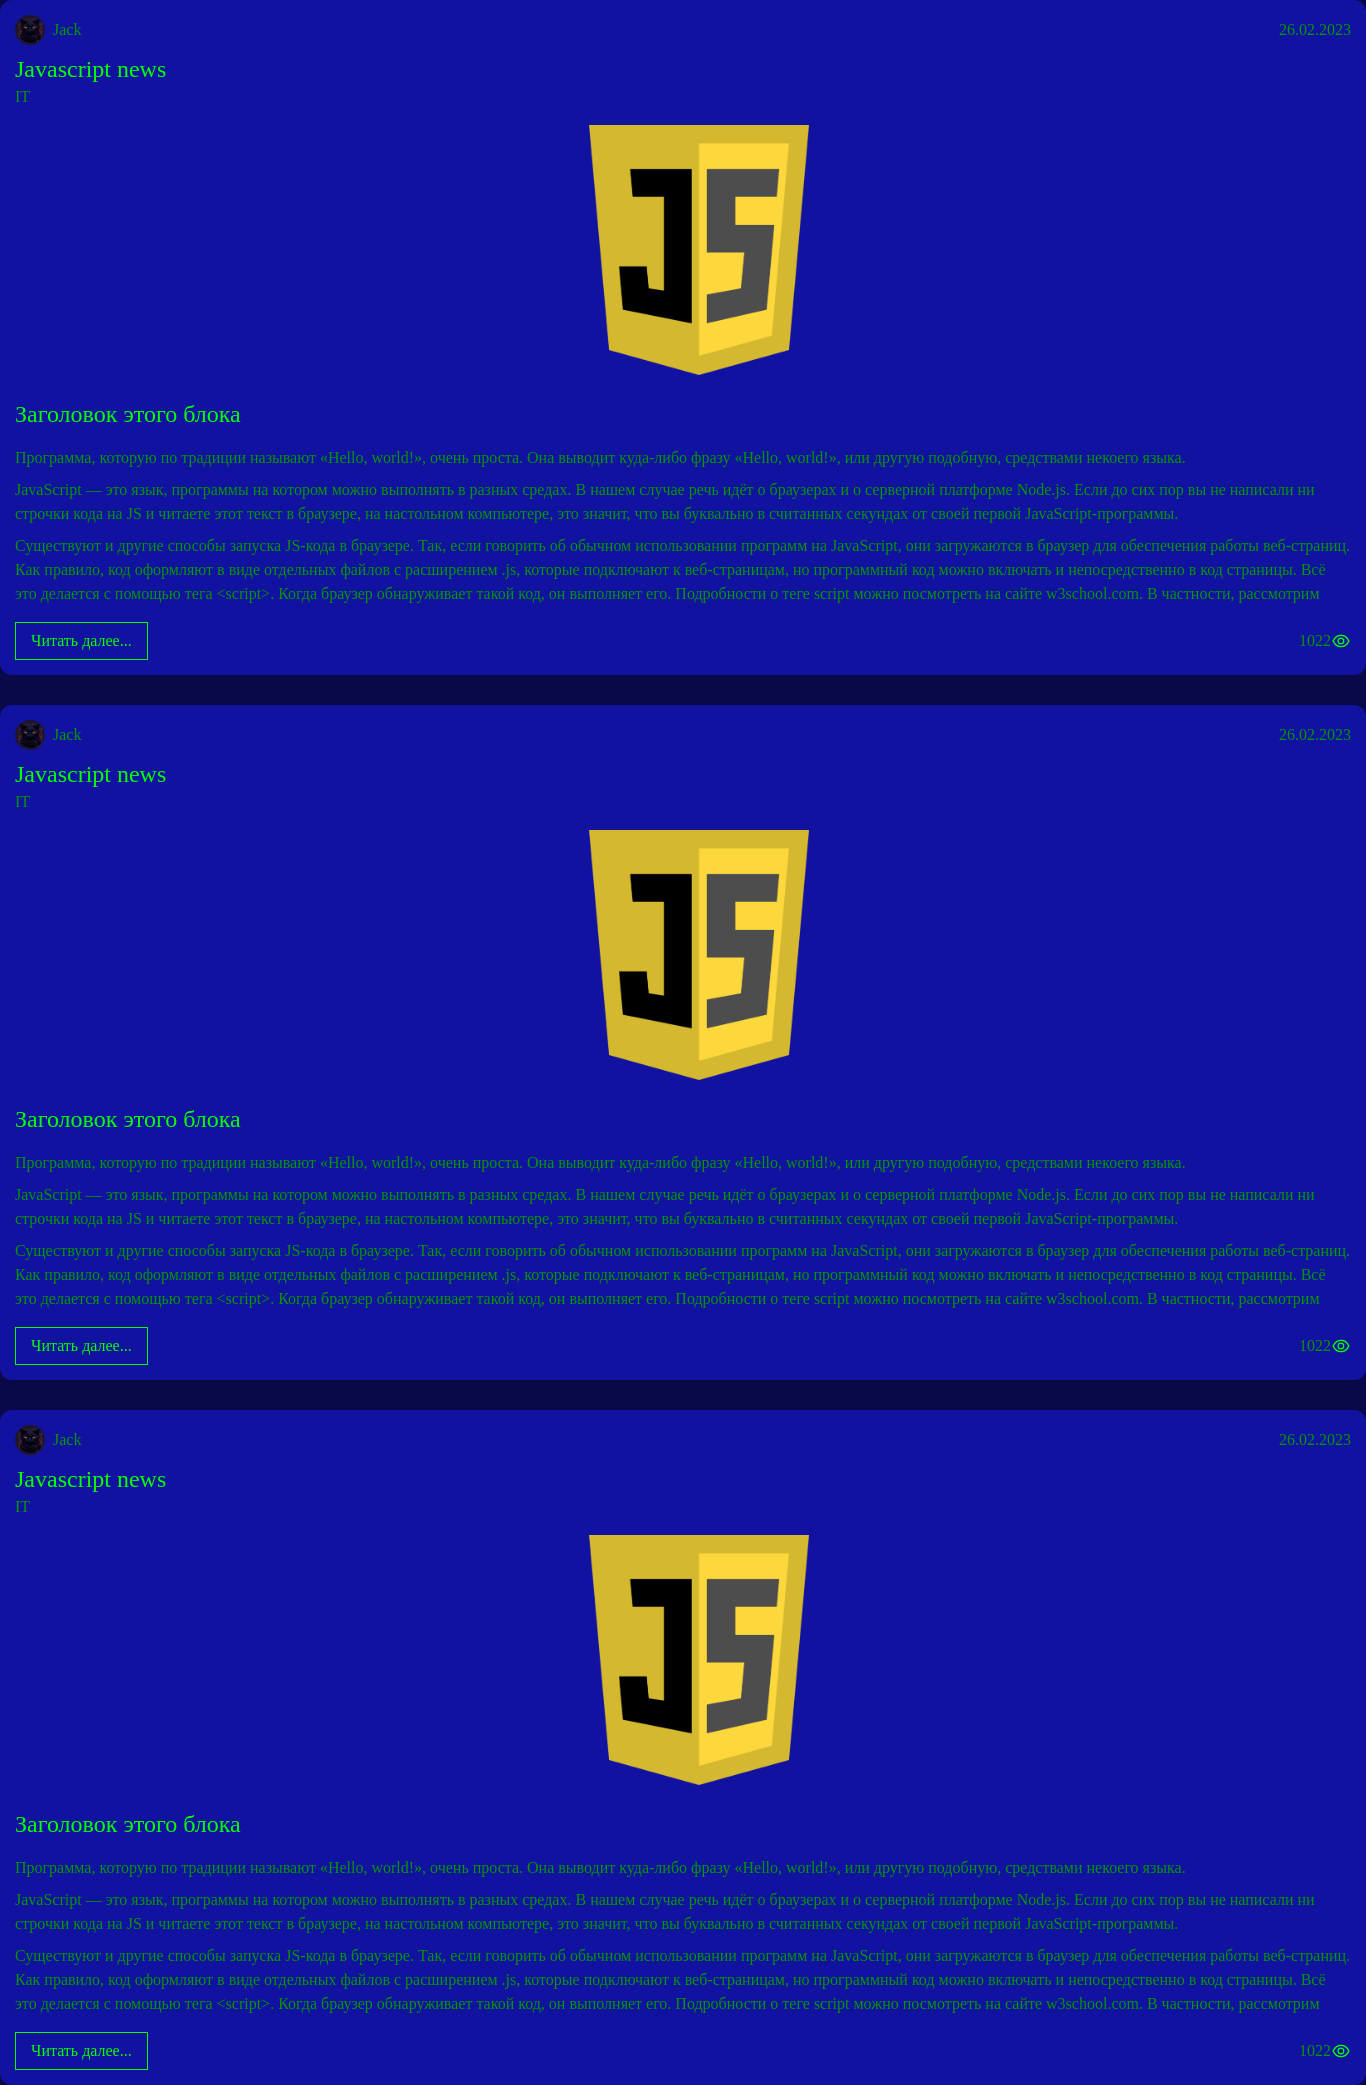 Jack
26.02.2023
Javascript news
IT
JS
Заголовок этого блока
Программа, которую по традиции называют «Hello, world!», очень проста. Она выводит куда-либо фразу «Hello, world!», или другую подобную, средствами некоего языка.
JavaScript — это язык, программы на котором можно выполнять в разных средах. В нашем случае речь идёт о браузерах и о серверной платформе Node.js. Если до сих пор вы не написали ни
строчки кода на JS и читаете этот текст в браузере, на настольном компьютере, это значит, что вы буквально в считанных секундах от своей первой JavaScript-программы.
Существуют и другие способы запуска JS-кода в браузере. Так, если говорить об обычном использовании программ на JavaScript, они загружаются в браузер для обеспечения работы веб-страниц.
Как правило, код оформляют в виде отдельных файлов с расширением .js, которые подключают к веб-страницам, но программный код можно включать и непосредственно в код страницы. Всё
это делается с помощью тега <script>. Когда браузер обнаруживает такой код, он выполняет его. Подробности о теге script можно посмотреть на сайте w3school.com. В частности, рассмотрим
Читать далее...
1022
Jack
26.02.2023
Javascript news
IT
JS
Заголовок этого блока
Программа, которую по традиции называют «Hello, world!», очень проста. Она выводит куда-либо фразу «Hello, world!», или другую подобную, средствами некоего языка.
JavaScript — это язык, программы на котором можно выполнять в разных средах. В нашем случае речь идёт о браузерах и о серверной платформе Node.js. Если до сих пор вы не написали ни
строчки кода на JS и читаете этот текст в браузере, на настольном компьютере, это значит, что вы буквально в считанных секундах от своей первой JavaScript-программы.
Существуют и другие способы запуска JS-кода в браузере. Так, если говорить об обычном использовании программ на JavaScript, они загружаются в браузер для обеспечения работы веб-страниц.
Как правило, код оформляют в виде отдельных файлов с расширением .js, которые подключают к веб-страницам, но программный код можно включать и непосредственно в код страницы. Всё
это делается с помощью тега <script>. Когда браузер обнаруживает такой код, он выполняет его. Подробности о теге script можно посмотреть на сайте w3school.com. В частности, рассмотрим
Читать далее...
1022
Jack
26.02.2023
Javascript news
IT
JS
Заголовок этого блока
Программа, которую по традиции называют «Hello, world!», очень проста. Она выводит куда-либо фразу «Hello, world!», или другую подобную, средствами некоего языка.
JavaScript — это язык, программы на котором можно выполнять в разных средах. В нашем случае речь идёт о браузерах и о серверной платформе Node.js. Если до сих пор вы не написали ни
строчки кода на JS и читаете этот текст в браузере, на настольном компьютере, это значит, что вы буквально в считанных секундах от своей первой JavaScript-программы.
Существуют и другие способы запуска JS-кода в браузере. Так, если говорить об обычном использовании программ на JavaScript, они загружаются в браузер для обеспечения работы веб-страниц.
Как правило, код оформляют в виде отдельных файлов с расширением .js, которые подключают к веб-страницам, но программный код можно включать и непосредственно в код страницы. Всё
это делается с помощью тега <script>. Когда браузер обнаруживает такой код, он выполняет его. Подробности о теге script можно посмотреть на сайте w3school.com. В частности, рассмотрим
Читать далее...
1022